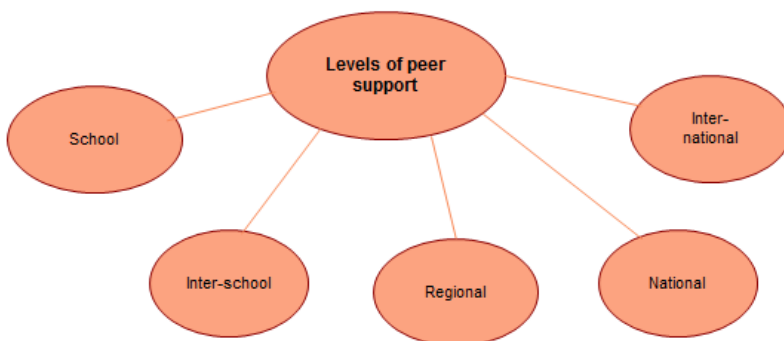 Levels of peer
support
School
Inter-
national
Inter-school
Regional
National